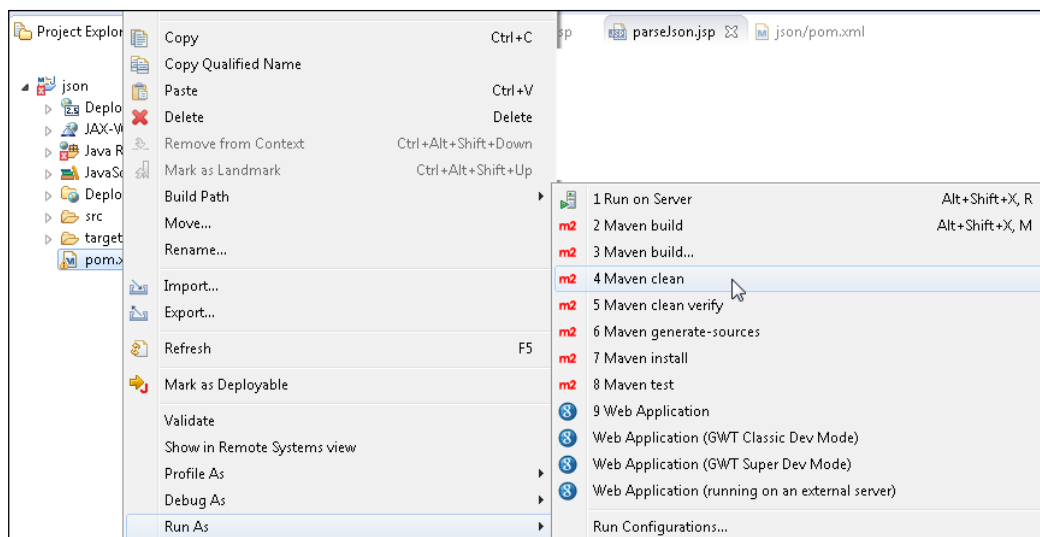 Project Explor
sp
parseJson.jsp
json/pom.xml
json
Deplo
JAX-W
Java R
JavaSc
Deplo
src
target
pom.x
Copy Ctrl+C
Copy Qualified Name
Paste Ctrl+V
Delete Delete
Remove from Context Ctrl+Alt+Shift+Down
Mark as Landmark Ctrl+Alt+Shift+Up
Build Path
Move...
Rename...
Import...
Export...
Refresh F5
Mark as Deployable
Validate
Show in Remote Systems view
Profile As
Debug As
Run As
1 Run on Server Alt+Shift+X, R
m2 2 Maven build Alt+Shift+X, M
m2 3 Maven build...
m2 4 Maven clean
m2 5 Maven clean verify
m2 6 Maven generate-sources
m2 7 Maven install
m2 8 Maven test
8 9 Web Application
8 Web Application (GWT Classic Dev Mode)
8 Web Application (GWT Super Dev Mode)
8 Web Application (running on an external server)
Run Configurations...